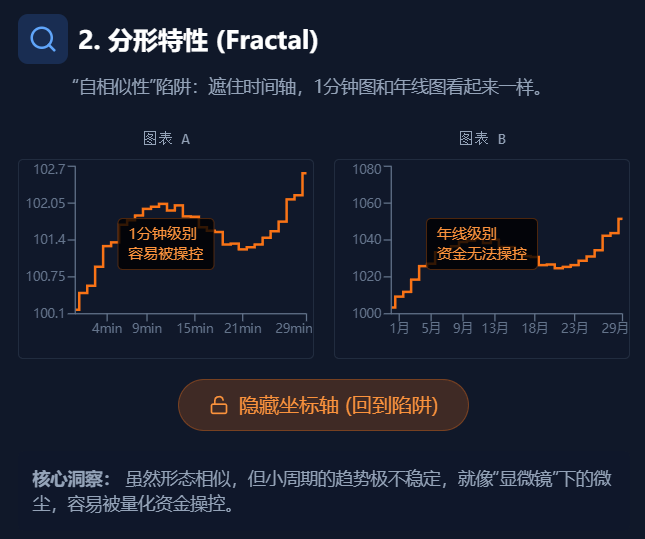 2. 分形特性 (Fractal)
“自相似性”陷阱：遮住时间轴，1分钟图和年线图看起来一样。
图表 A
102.7
102.05
101.4
100.75
100.1
1分钟级别
容易被操控
4min 9min 15min 21min 29min
图表 B
1080
1060
1040
1020
1000
年线级别
资金无法操控
1月 5月 9月 13月 18月 23月 29月
隐藏坐标轴 (回到陷阱)
核心洞察： 虽然形态相似，但小周期的趋势极不稳定，就像“显微镜”下的微
尘，容易被量化资金操控。